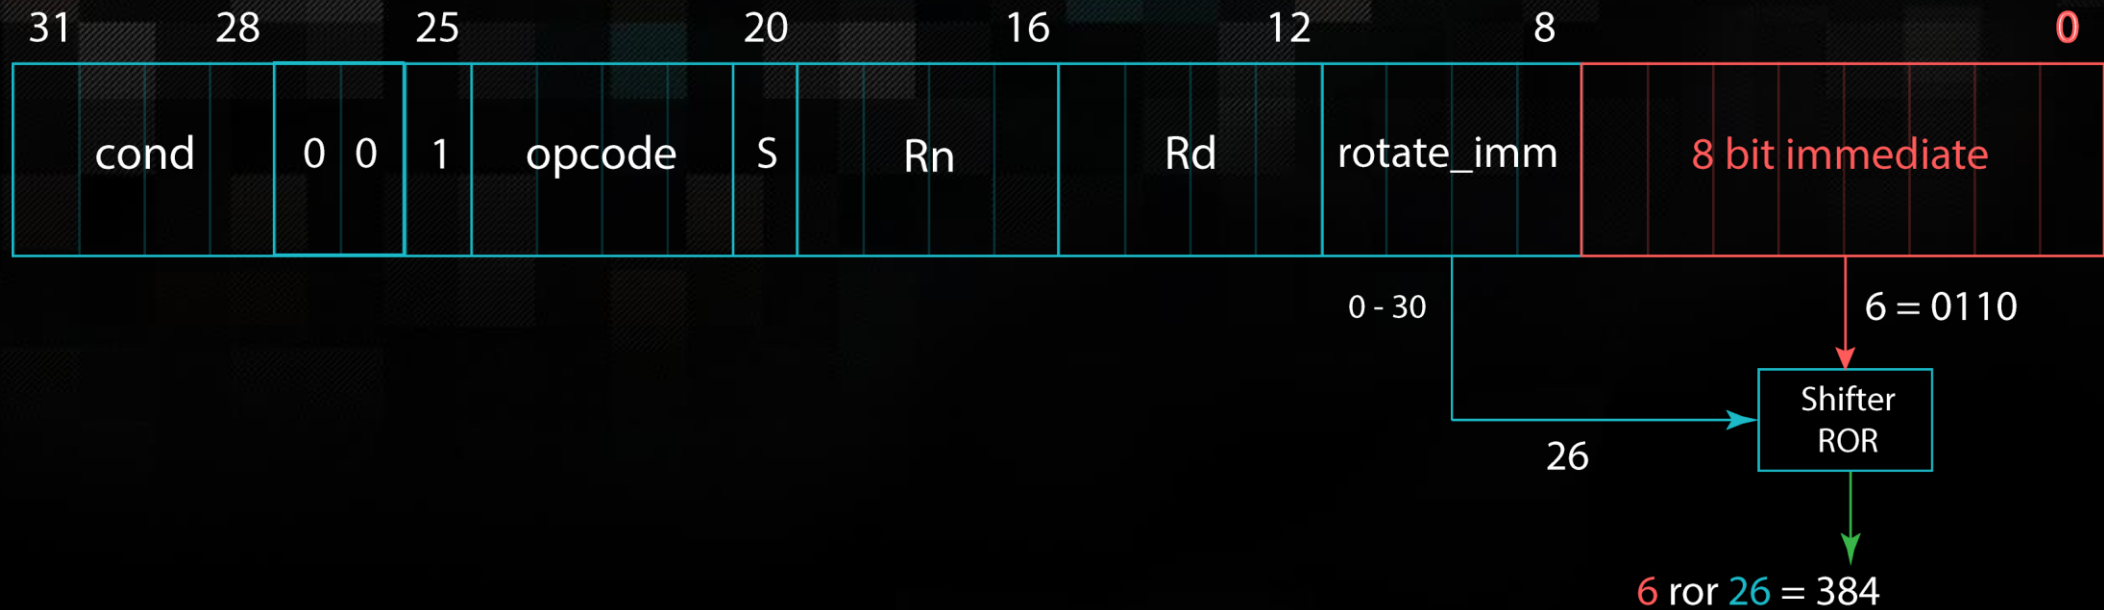 31 28 25 20 16 12 8 0
cond 0 0 1 opcode S Rn Rd rotate_imm 8 bit immediate
0 - 30
6 = 0110
Shifter
ROR
26
6 ror 26 = 384